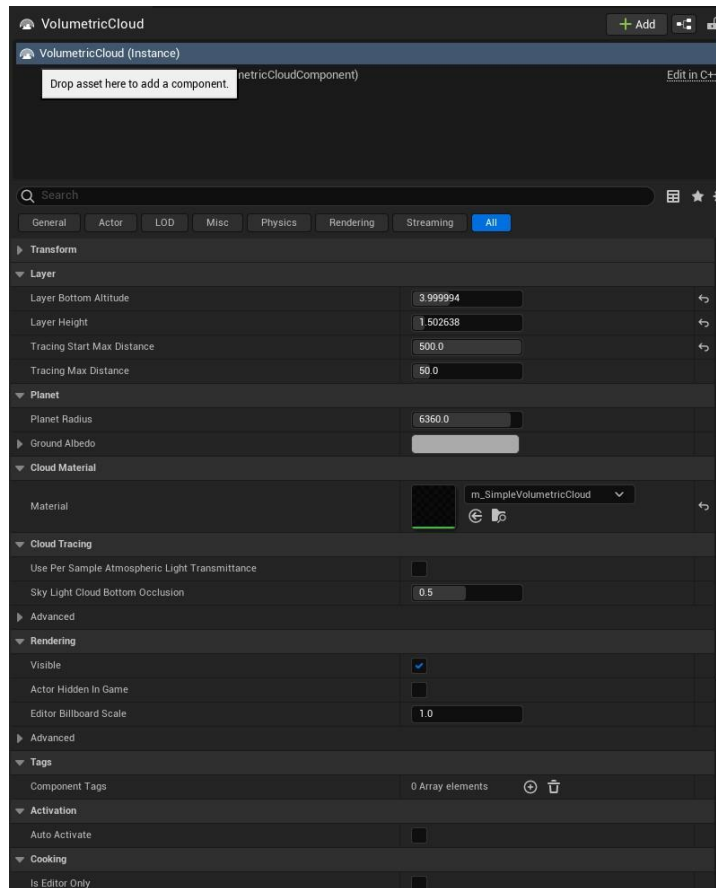 VolumetricCloud
+ Add
VolumetricCloud (Instance)
Drop asset here to add a component.
netricCloudComponent)
Edit in C++
Search
General Actor LOD Misc Physics Rendering Streaming All
Transform
Layer
Layer Bottom Altitude 3.999994
Layer Height 1.502638
Tracing Start Max Distance 500.0
Tracing Max Distance 50.0
Planet
Planet Radius 6360.0
Ground Albedo
Cloud Material
Material m_SimpleVolumetricCloud
Cloud Tracing
Use Per Sample Atmospheric Light Transmittance
Sky Light Cloud Bottom Occlusion 0.5
Advanced
Rendering
Visible
Actor Hidden In Game
Editor Billboard Scale 1.0
Advanced
Tags
Component Tags 0 Array elements
Activation
Auto Activate
Cooking
Is Editor Only